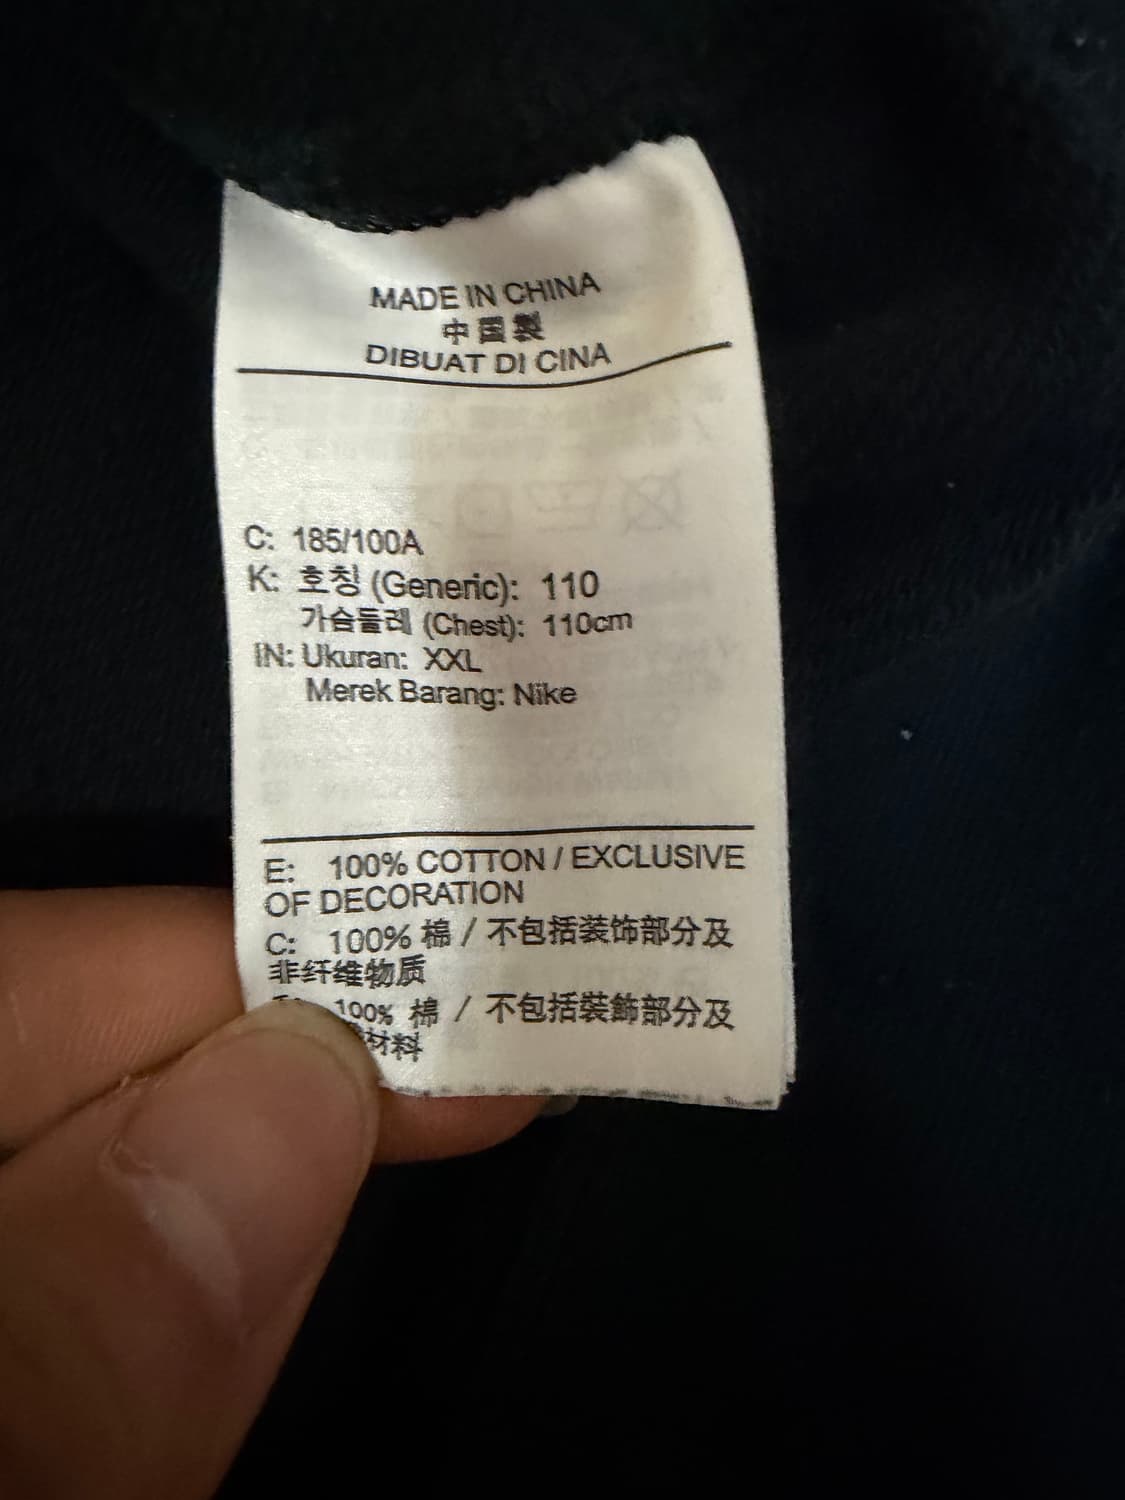 MADE IN CHINA
中国製
DIBUAT DI CINA
C: 185/100A
K: 호칭 (Generic): 110
가슴둘레 (Chest): 110cm
IN: Ukuran: XXL
Merek Barang: Nike
E: 100% COTTON / EXCLUSIVE
OF DECORATION
C: 100% 棉 / 不包括装饰部分及
非纤维物质
100% 棉 / 不包括裝飾部分及
材料